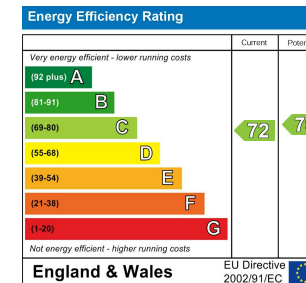 Energy Efficiency Rating
Current
Very energy efficient - lower running costs
(92 plus) A
(81-91) B
(69-80) C
72
(55-68) D
(39-54) E
(21-38) F
(1-20) G
Not energy efficient - higher running costs
England & Wales
EU Directive
2002/91/EC